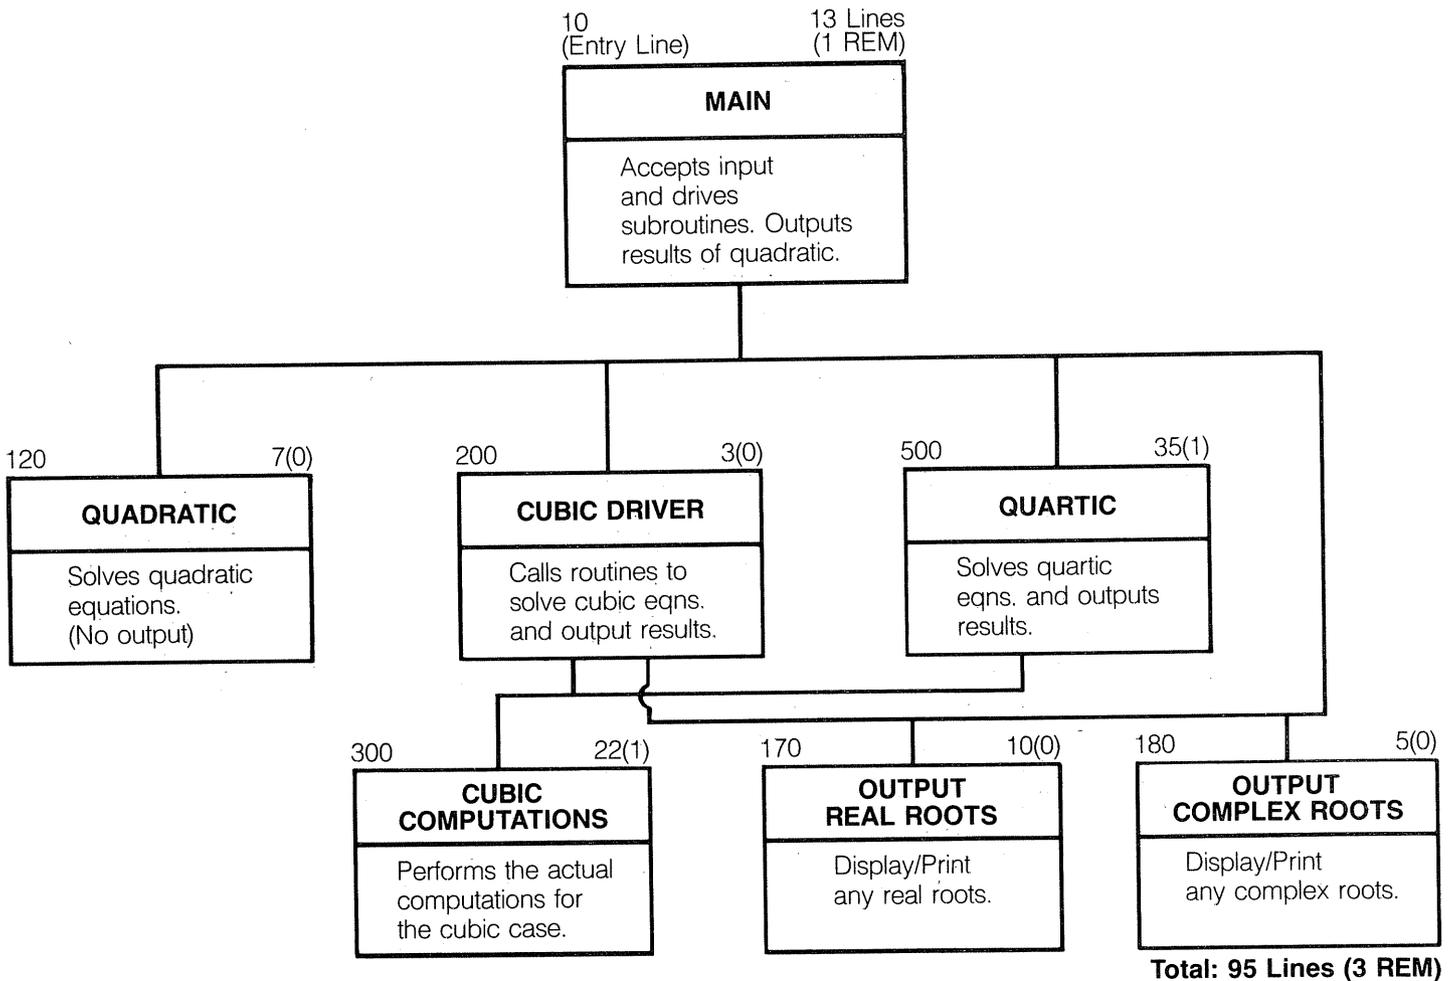 10
(Entry Line)
13 Lines
(1 REM)
MAIN
Accepts input
and drives
subroutines. Outputs
results of quadratic.
120
7(0)
QUADRATIC
Solves quadratic
equations.
(No output)
200
3(0)
CUBIC DRIVER
Calls routines to
solve cubic eqns.
and output results.
500
35(1)
QUARTIC
Solves quartic
eqns. and outputs
results.
300
22(1)
CUBIC
COMPUTATIONS
Performs the actual
computations for
the cubic case.
170
10(0)
OUTPUT
REAL ROOTS
Display/Print
any real roots.
180
5(0)
OUTPUT
COMPLEX ROOTS
Display/Print
any complex roots.
Total: 95 Lines (3 REM)